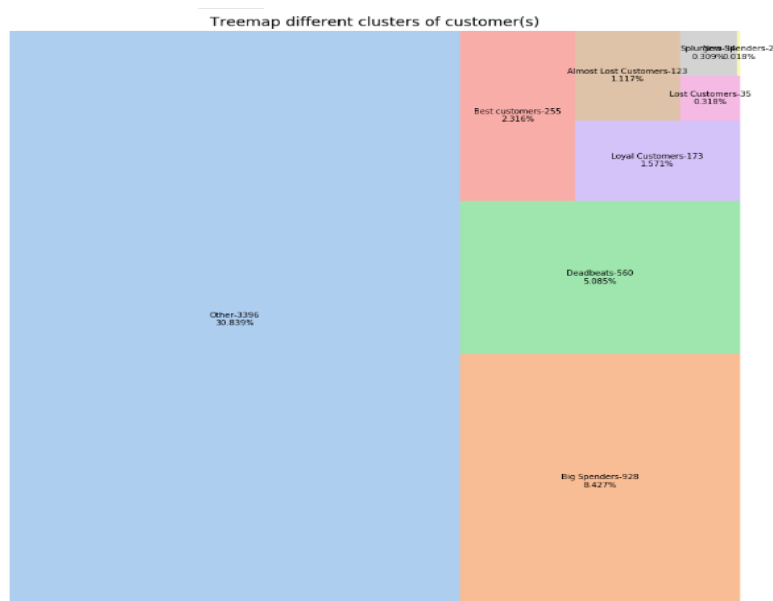 Treemap different clusters of customer(s)
Other-3396
30.839%
Best customers-255
2.316%
Almost Lost Customers-123
1.117%
0.309%
0.018%
Lost Customers-35
0.318%
Loyal Customers-173
1.571%
Deadbeats-560
5.085%
Big Spenders-928
8.427%